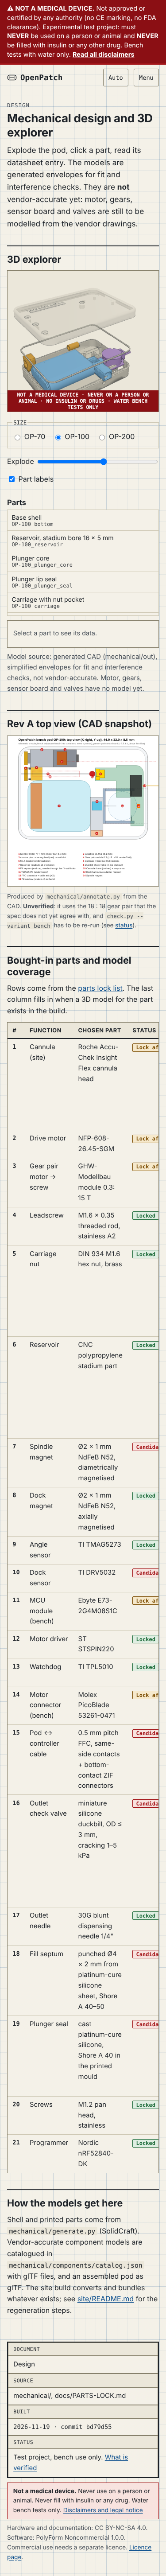 ⚠ NOT A MEDICAL DEVICE. Not approved or
certified by any authority (no CE marking, no FDA
clearance). Experimental test project: must
NEVER be used on a person or animal and NEVER
be filled with insulin or any other drug. Bench
tests with water only. Read all disclaimers
OpenPatch
Auto
Menu
DESIGN
Mechanical design and 3D
explorer
Explode the pod, click a part, read its
datasheet entry. The models are
generated envelopes for fit and
interference checks. They are not
vendor-accurate yet: motor, gears,
sensor board and valves are still to be
modelled from the vendor drawings.
3D explorer
NOT A MEDICAL DEVICE · NEVER ON A PERSON OR
ANIMAL · NO INSULIN OR DRUGS · WATER BENCH
TESTS ONLY
SIZE
OP-70
OP-100
OP-200
Explode
Part labels
Parts
Base shell
OP-100_bottom
Reservoir, stadium bore 16 × 5 mm
OP-100_reservoir
Plunger core
OP-100_plunger_core
Plunger lip seal
OP-100_plunger_seal
Carriage with nut pocket
OP-100_carriage
Select a part to see its data.
Model source: generated CAD (mechanical/out),
simplified envelopes for fit and interference
checks, not vendor-accurate. Motor, gears,
sensor board and valves have no model yet.
Rev A top view (CAD snapshot)
Produced by mechanical/annotate.py from the
CAD. Unverified: it uses the 18 : 18 gear pair that the
spec does not yet agree with, and check.py --
variant bench has to be re-run (see status).
Bought-in parts and model
coverage
Rows come from the parts lock list. The last
column fills in when a 3D model for the part
exists in the build.
# FUNCTION CHOSEN PART STATUS
1 Cannula (site) Roche Accu-Chek Insight Flex cannula head Lock af
2 Drive motor NFP-608-26.45-SGM Lock af
3 Gear pair motor → screw GHW-Modellbau module 0.3: 15 T Lock af
4 Leadscrew M1.6 × 0.35 threaded rod, stainless A2 Locked
5 Carriage nut DIN 934 M1.6 hex nut, brass Locked
6 Reservoir CNC polypropylene stadium part Locked
7 Spindle magnet Ø2 × 1 mm NdFeB N52, diametrically magnetised Candida
8 Dock magnet Ø2 × 1 mm NdFeB N52, axially magnetised Locked
9 Angle sensor TI TMAG5273 Locked
10 Dock sensor TI DRV5032 Candida
11 MCU module (bench) Ebyte E73-2G4M08S1C Lock af
12 Motor driver ST STSPIN220 Locked
13 Watchdog TI TPL5010 Locked
14 Motor connector (bench) Molex PicoBlade 53261-0471 Lock af
15 Pod ↔ controller cable 0.5 mm pitch FFC, same-side contacts + bottom-contact ZIF connectors Candida
16 Outlet check valve miniature silicone duckbill, OD ≤ 3 mm, cracking 1–5 kPa Candida
17 Outlet needle 30G blunt dispensing needle 1/4" Locked
18 Fill septum punched Ø4 × 2 mm from platinum-cure silicone sheet, Shore A 40–50 Candida
19 Plunger seal cast platinum-cure silicone, Shore A 40 in the printed mould Candida
20 Screws M1.2 pan head, stainless Locked
21 Programmer Nordic nRF52840-DK Locked
How the models get here
Shell and printed parts come from
mechanical/generate.py (SolidCraft).
Vendor-accurate component models are
catalogued in
mechanical/components/catalog.json
with glTF files, and an assembled pod as
glTF. The site build converts and bundles
whatever exists; see site/README.md for the
regeneration steps.
DOCUMENT
Design
SOURCE
mechanical/, docs/PARTS-LOCK.md
BUILT
2026-11-19 · commit bd79d55
STATUS
Test project, bench use only. What is
verified
Not a medical device. Never use on a person or
animal. Never fill with insulin or any drug. Water
bench tests only. Disclaimers and legal notice
Hardware and documentation: CC BY-NC-SA 4.0.
Software: PolyForm Noncommercial 1.0.0.
Commercial use needs a separate licence. Licence
page.